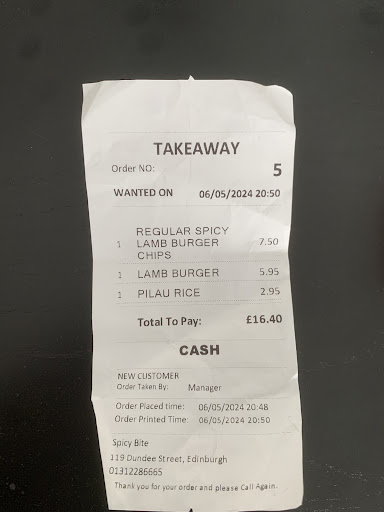 TAKEAWAY
Order NO: 5
WANTED ON 06/05/2024 20:50
REGULAR SPICY
1 LAMB BURGER 7.50
CHIPS
1 LAMB BURGER 5.95
1 PILAU RICE 2.95
Total To Pay: £16.40
CASH
NEW CUSTOMER
Order Taken By: Manager
Order Placed time: 06/05/2024 20:48
Order Printed Time: 06/05/2024 20:50
Spicy Bite
119 Dundee Street, Edinburgh
01312286665
Thank you for your order and please Call Again.